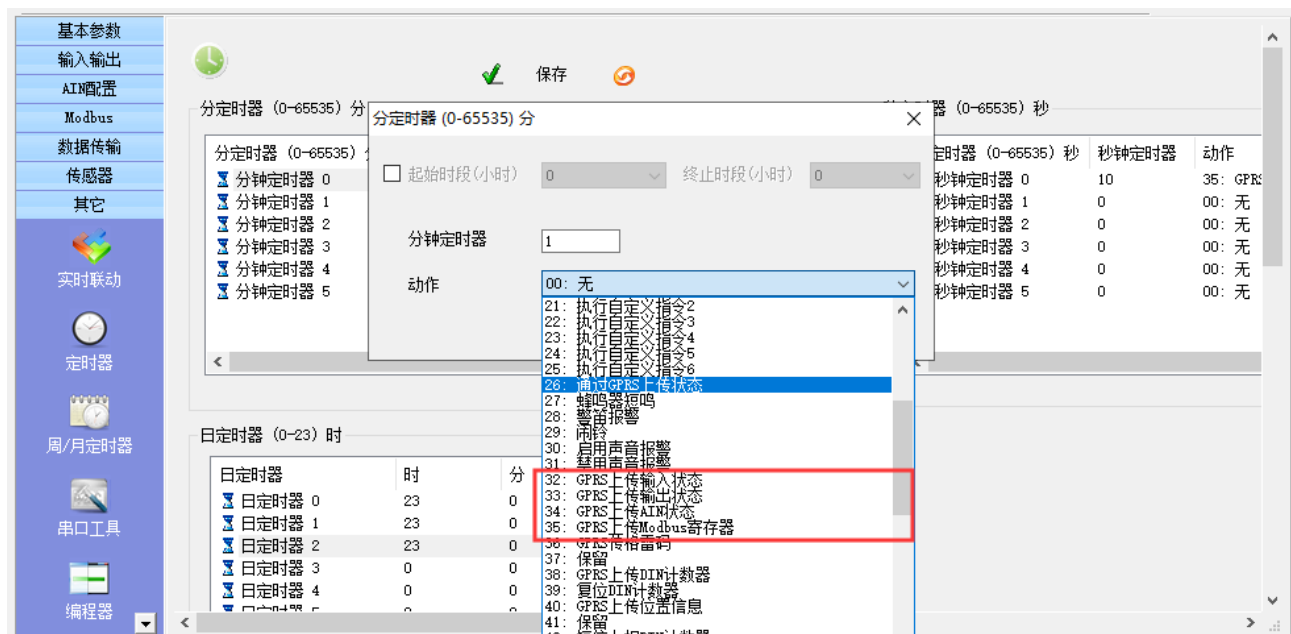 基本参数
输入输出
AIN配置
Modbus
数据传输
传感器
其它
实时联动
定时器
周/月定时器
串口工具
编程器
保存
分定时器 (0-65535) 分
器 (0-65535) 秒
分定时器 (0-65535)
分钟定时器 0
分钟定时器 1
分钟定时器 2
分钟定时器 3
分钟定时器 4
分钟定时器 5
分定时器 (0-65535) 分
起始时段(小时) 0 终止时段(小时) 0
分钟定时器 1
动作 00: 无
21: 执行自定义指令2
22: 执行自定义指令3
23: 执行自定义指令4
24: 执行自定义指令5
25: 执行自定义指令6
26: 通过GPRS上传状态
27: 蜂鸣器短鸣
28: 警笛报警
29: 闹铃
30: 启用声音报警
31: 禁用声音报警
32: GPRS上传输入状态
33: GPRS上传输出状态
34: GPRS上传AIN状态
35: GPRS上传Modbus寄存器
36: GPRS传格雷码
37: 保留
38: GPRS上传DIN计数器
39: 复位DIN计数器
40: GPRS上传位置信息
41: 保留
定时器 (0-65535) 秒 秒钟定时器 动作
秒钟定时器 0 10 35: GPRS
秒钟定时器 1 0 00: 无
秒钟定时器 2 0 00: 无
秒钟定时器 3 0 00: 无
秒钟定时器 4 0 00: 无
秒钟定时器 5 0 00: 无
日定时器 (0-23) 时
日定时器 时 分
日定时器 0 23 0
日定时器 1 23 0
日定时器 2 23 0
日定时器 3 0 0
日定时器 4 0 0